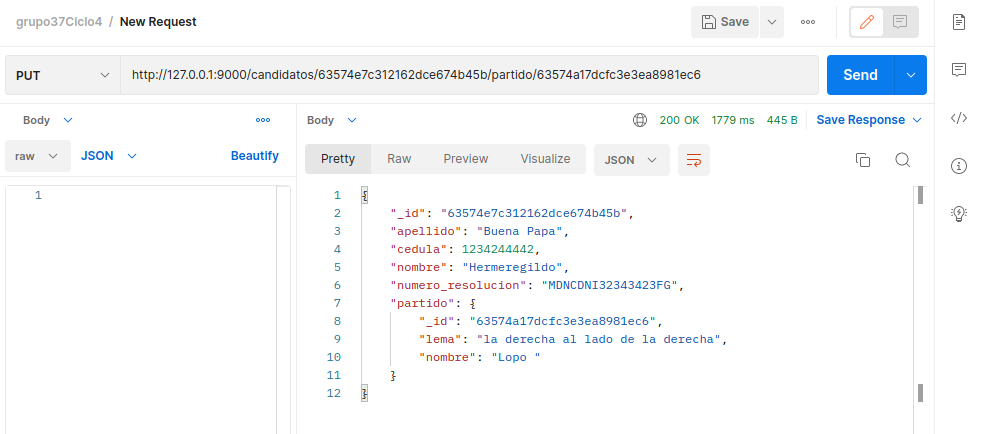 grupo37Ciclo4 / New Request
Save
PUT
http://127.0.0.1:9000/candidatos/63574e7c312162dce674b45b/partido/63574a17dcfc3e3ea8981ec6
Send
Body
raw
JSON
Beautify
1
Body
200 OK 1779 ms 445 B Save Response
Pretty Raw Preview Visualize JSON
1 {
2 "_id": "63574e7c312162dce674b45b",
3 "apellido": "Buena Papa",
4 "cedula": 1234244442,
5 "nombre": "Hermeregildo",
6 "numero_resolucion": "MDNCDNI32343423FG",
7 "partido": {
8 "_id": "63574a17dcfc3e3ea8981ec6",
9 "lema": "la derecha al lado de la derecha",
10 "nombre": "Lopo "
11 }
12 }